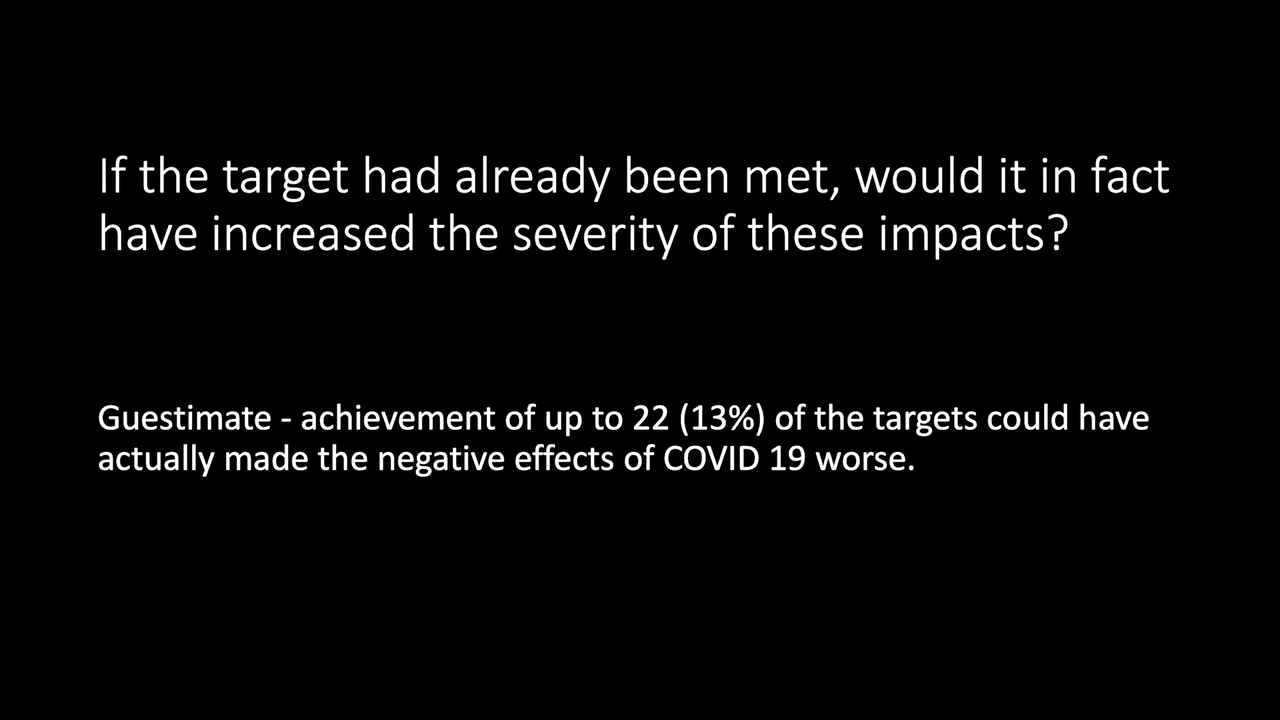 If the target had already been met, would it in fact
have increased the severity of these impacts?
Guestimate - achievement of up to 22 (13%) of the targets could have
actually made the negative effects of COVID 19 worse.